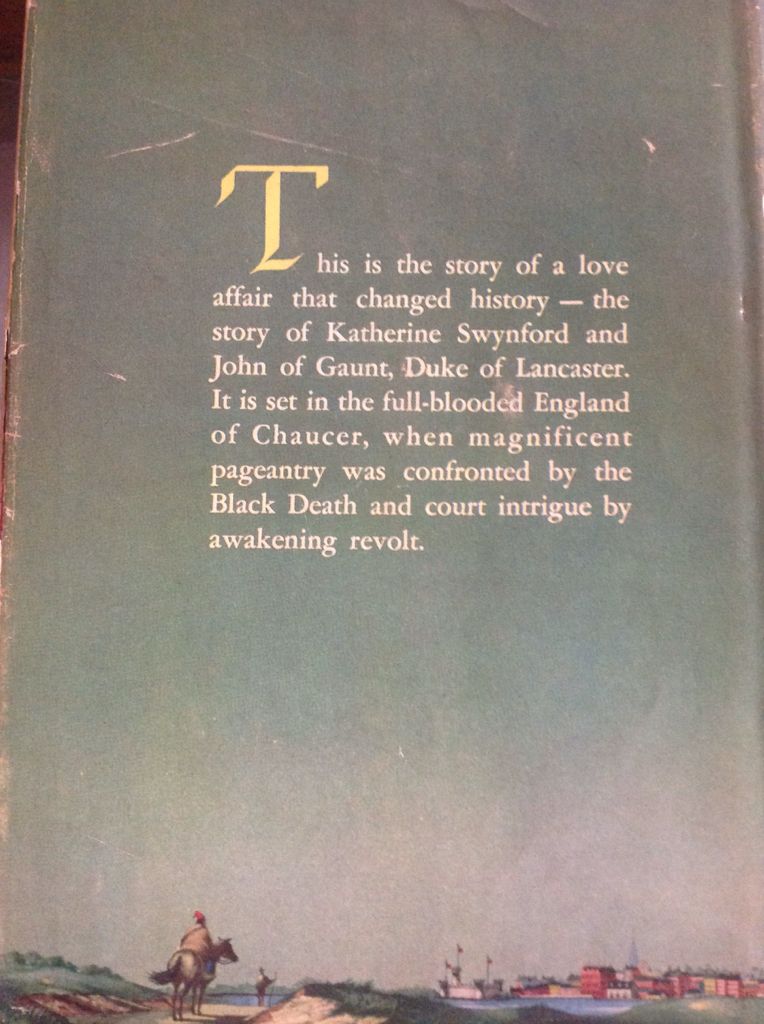 This is the story of a love
affair that changed history — the
story of Katherine Swynford and
John of Gaunt, Duke of Lancaster.
It is set in the full-blooded England
of Chaucer, when magnificent
pageantry was confronted by the
Black Death and court intrigue by
awakening revolt.